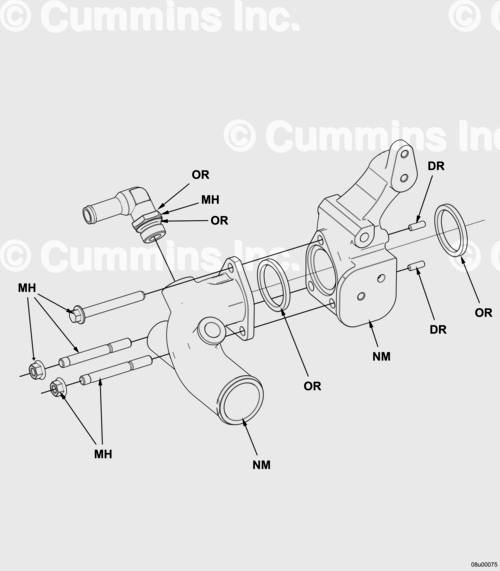 © Cummins Inc.
©
© Cummins Inc
DR
OR
MH
OR
© Cummins Inc.
©
MH
OR
DR
NM
OR
MH
NM
08u00075